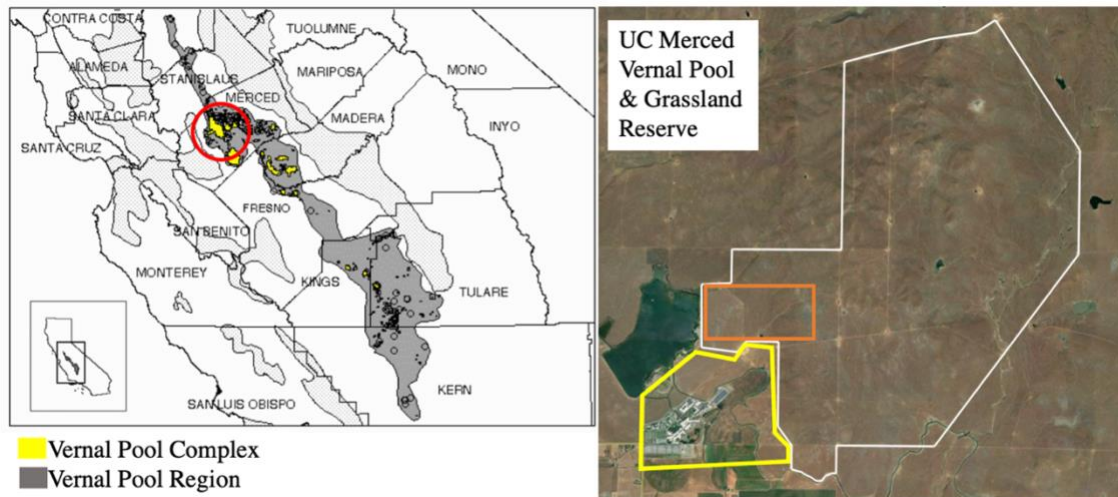 CONTRA COSTA
TUOLUMNE
ALAMEDA
STANISLAUS
MARIPOSA
MONO
MERCED
SANTA CLARA
MADERA
INYO
SANTA CRUZ
FRESNO
SAN BENITO
MONTEREY
KINGS
TULARE
SAN LUIS OBISPO
KERN
Vernal Pool Complex
Vernal Pool Region
UC Merced
Vernal Pool
& Grassland
Reserve